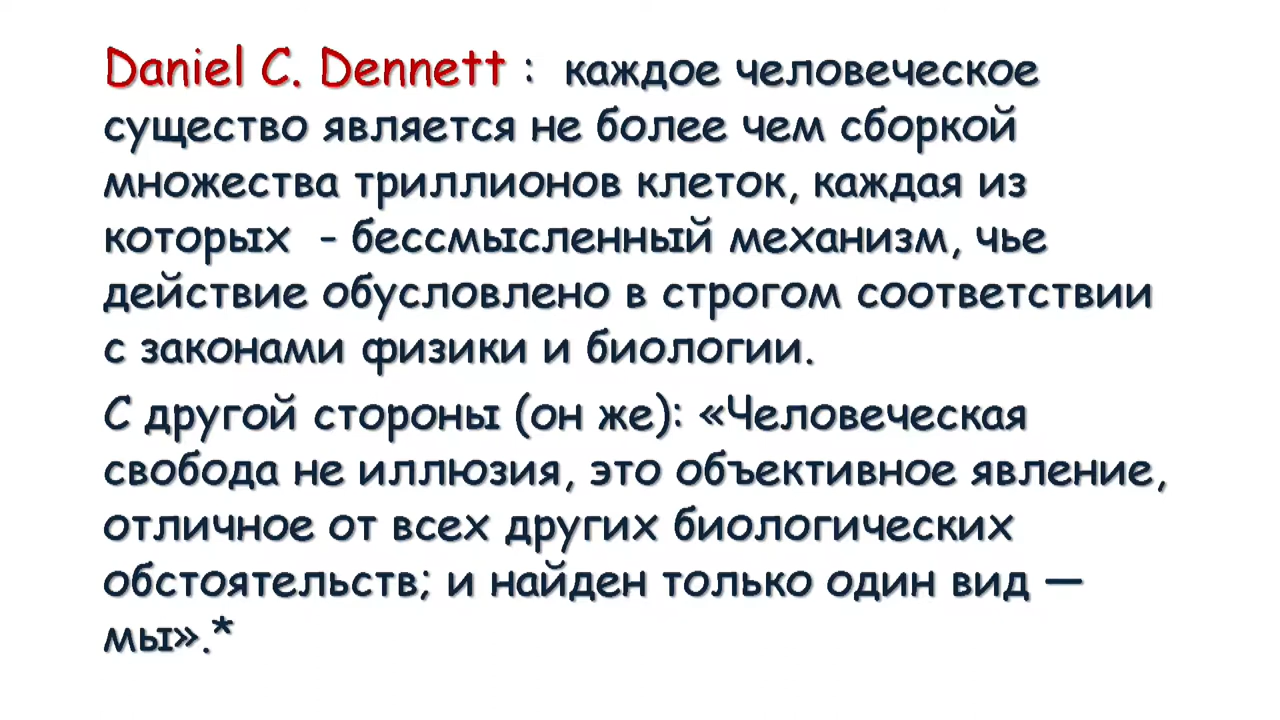 Daniel C. Dennett : каждое человеческое
существо является не более чем сборкой
множества триллионов клеток, каждая из
которых - бессмысленный механизм, чье
действие обусловлено в строгом соответствии
с законами физики и биологии.
С другой стороны (он же): «Человеческая
свобода не иллюзия, это объективное явление,
отличное от всех других биологических
обстоятельств; и найден только один вид —
мы».*